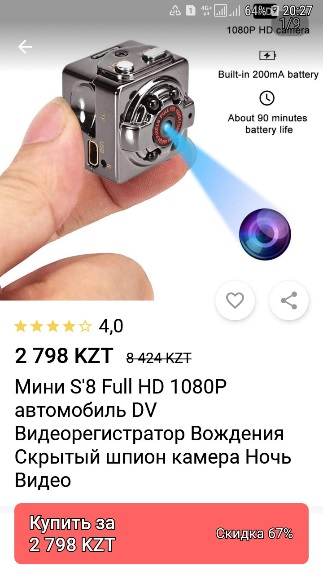 4G+ 64% 20:27
1/9
1080P HD camera
Built-in 200mA battery
About 90 minutes
battery life
4,0
2 798 KZT 8 424 KZT
Мини S'8 Full HD 1080P
автомобиль DV
Видеорегистратор Вождения
Скрытый шпион камера Ночь
Видео
Купить за
2 798 KZT
Скидка 67%